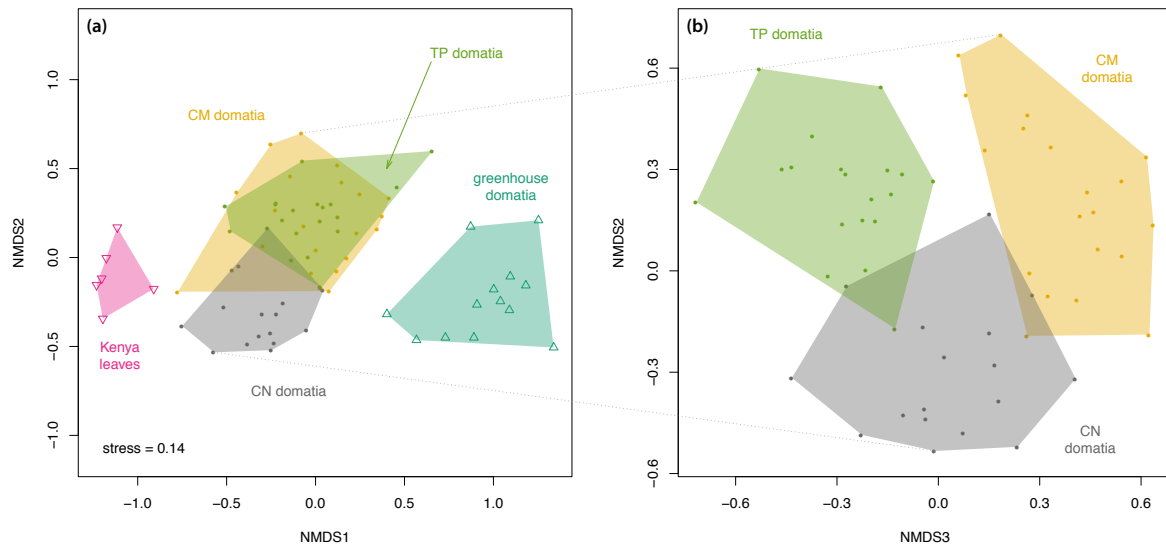 (a)
TP domatia
CM domatia
greenhouse
domatia
Kenya
leaves
CN domatia
stress = 0.14
NMDS2
1.0
0.5
0.0
−0.5
−1.0
−1.0
−0.5
0.0
0.5
1.0
NMDS1
(b)
TP domatia
CM
domatia
CN
domatia
NMDS2
0.6
0.3
0.0
−0.3
−0.6
−0.6
−0.3
0.0
0.3
0.6
NMDS3